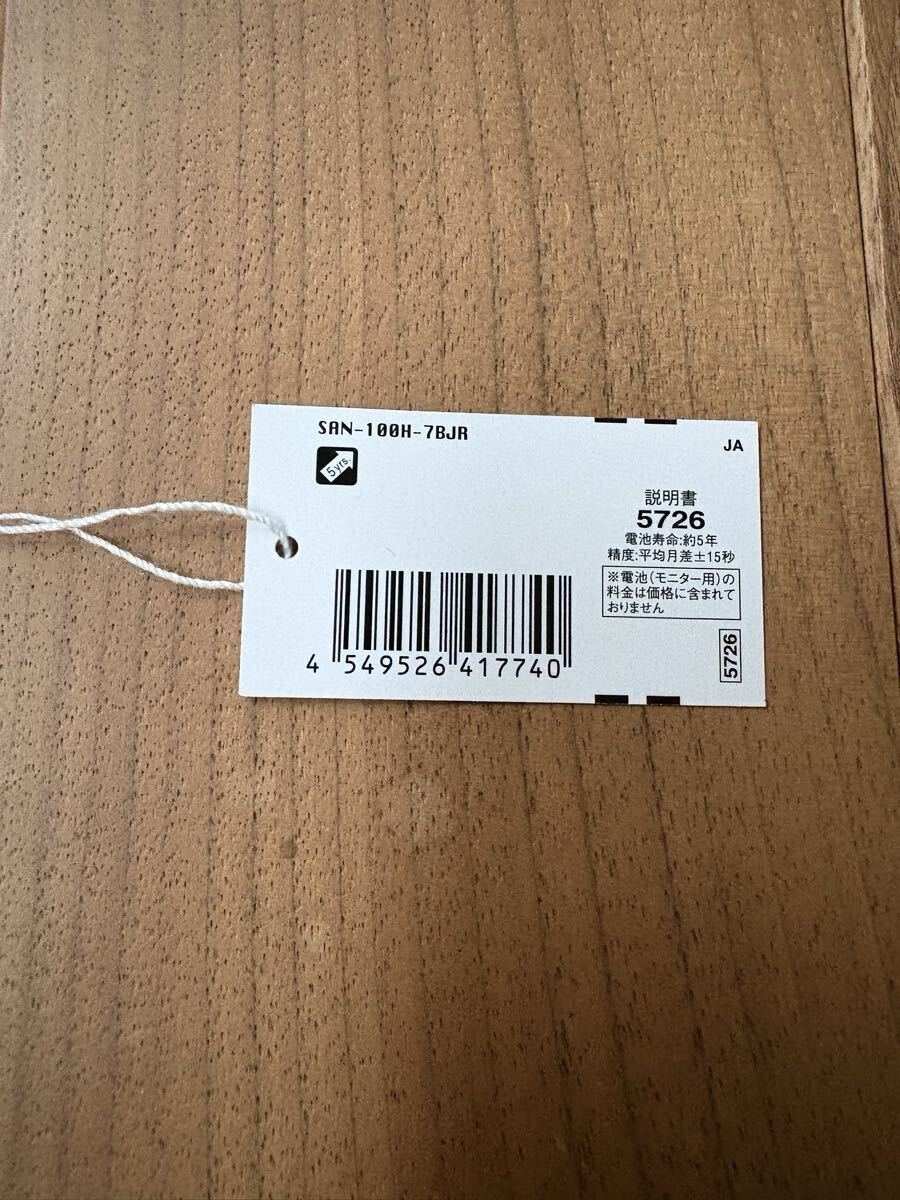 SAN-100H-7BJR
JA
5yrs.
説明書
5726
電池寿命:約5年
精度:平均月差±15秒
※電池(モニター用)の
料金は価格に含まれて
おりません
4 549526 417740
5726